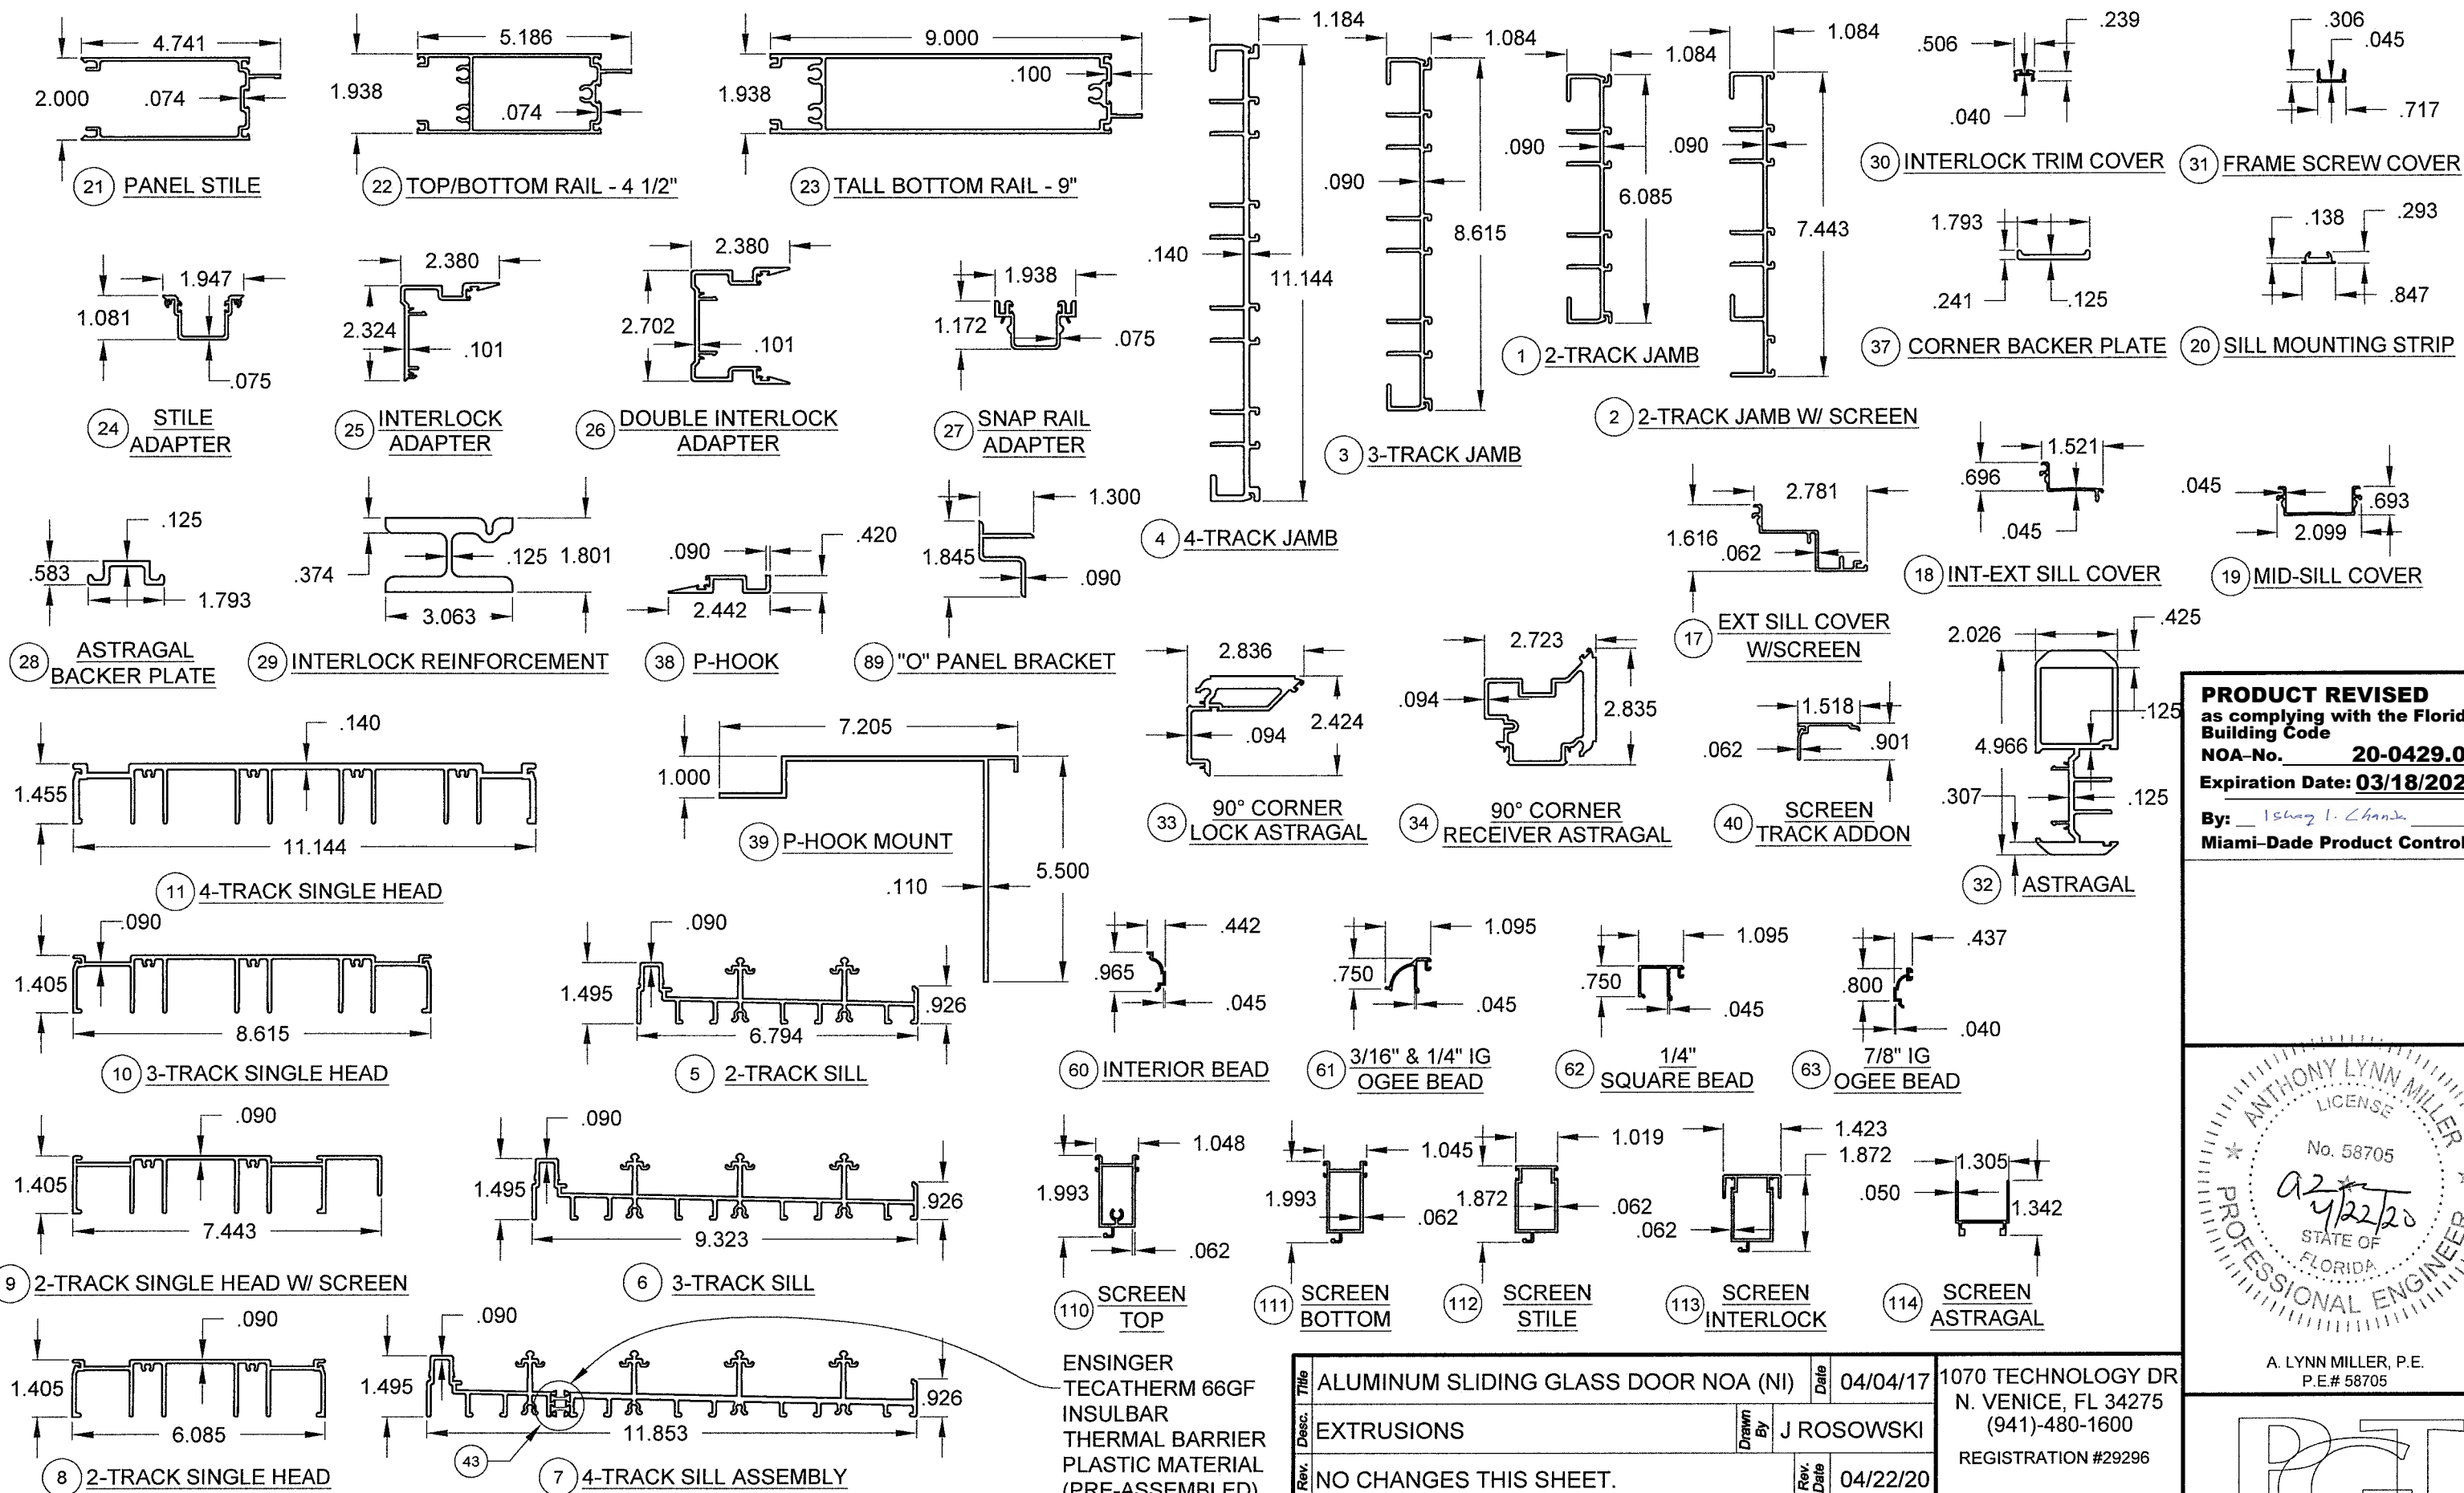 4.741
2.000
.074
21 PANEL STILE
5.186
1.938
.074
22 TOP/BOTTOM RAIL - 4 1/2"
9.000
1.938
.100
23 TALL BOTTOM RAIL - 9"
1.184
.140
11.144
4 4-TRACK JAMB
1.084
.090
8.615
3 3-TRACK JAMB
1.084
.090
6.085
1 2-TRACK JAMB
1.084
.090
7.443
2 2-TRACK JAMB W/ SCREEN
.239
.506
.040
30 INTERLOCK TRIM COVER
.306
.045
.717
31 FRAME SCREW COVER
1.793
.241
.125
37 CORNER BACKER PLATE
.138
.293
.847
20 SILL MOUNTING STRIP
1.947
1.081
.075
24 STILE
ADAPTER
2.380
2.324
.101
25 INTERLOCK
ADAPTER
2.380
2.702
.101
26 DOUBLE INTERLOCK
ADAPTER
1.938
1.172
.075
27 SNAP RAIL
ADAPTER
.125
.583
1.793
28 ASTRAGAL
BACKER PLATE
.374
.125
1.801
3.063
29 INTERLOCK REINFORCEMENT
.090
.420
2.442
38 P-HOOK
1.300
1.845
.090
89 "O" PANEL BRACKET
2.781
1.616
.062
17 EXT SILL COVER
W/SCREEN
1.521
.696
.045
18 INT-EXT SILL COVER
.045
.693
2.099
19 MID-SILL COVER
.140
1.455
11.144
11 4-TRACK SINGLE HEAD
7.205
1.000
5.500
.110
39 P-HOOK MOUNT
2.836
.094
2.424
33 90° CORNER
LOCK ASTRAGAL
2.723
.094
2.835
34 90° CORNER
RECEIVER ASTRAGAL
1.518
.062
.901
40 SCREEN
TRACK ADDON
2.026
.425
.125
4.966
.307
.125
32 ASTRAGAL
.090
1.405
8.615
10 3-TRACK SINGLE HEAD
.090
1.495
.926
6.794
5 2-TRACK SILL
.442
.965
.045
60 INTERIOR BEAD
1.095
.750
.045
61 3/16" & 1/4" IG
OGEE BEAD
1.095
.750
.045
62 1/4"
SQUARE BEAD
.437
.800
.040
63 7/8" IG
OGEE BEAD
.090
1.405
7.443
9 2-TRACK SINGLE HEAD W/ SCREEN
.090
1.495
.926
9.323
6 3-TRACK SILL
1.048
1.993
.062
110 SCREEN
TOP
1.045
1.993
.062
111 SCREEN
BOTTOM
1.019
1.872
.062
112 SCREEN
STILE
1.423
1.872
.062
113 SCREEN
INTERLOCK
1.305
.050
1.342
114 SCREEN
ASTRAGAL
.090
1.405
6.085
8 2-TRACK SINGLE HEAD
.090
1.495
.926
11.853
43
7 4-TRACK SILL ASSEMBLY
ENSINGER
TECATHERM 66GF
INSULBAR
THERMAL BARRIER
PLASTIC MATERIAL
(PRE-ASSEMBLED)
PRODUCT REVISED
as complying with the Florid
Building Code
NOA-No. 20-0429.0
Expiration Date: 03/18/202
By:
Miami-Dade Product Control
ANTHONY LYNN MILLER
LICENSE
No. 58705
4/22/20
STATE OF
FLORIDA
PROFESSIONAL ENGINEER
A. LYNN MILLER, P.E.
P.E.# 58705
Title ALUMINUM SLIDING GLASS DOOR NOA (NI) Date 04/04/17
Desc. EXTRUSIONS Drawn By J ROSOWSKI
Rev. NO CHANGES THIS SHEET. Rev. Date 04/22/20
1070 TECHNOLOGY DR
N. VENICE, FL 34275
(941)-480-1600
REGISTRATION #29296
PGT